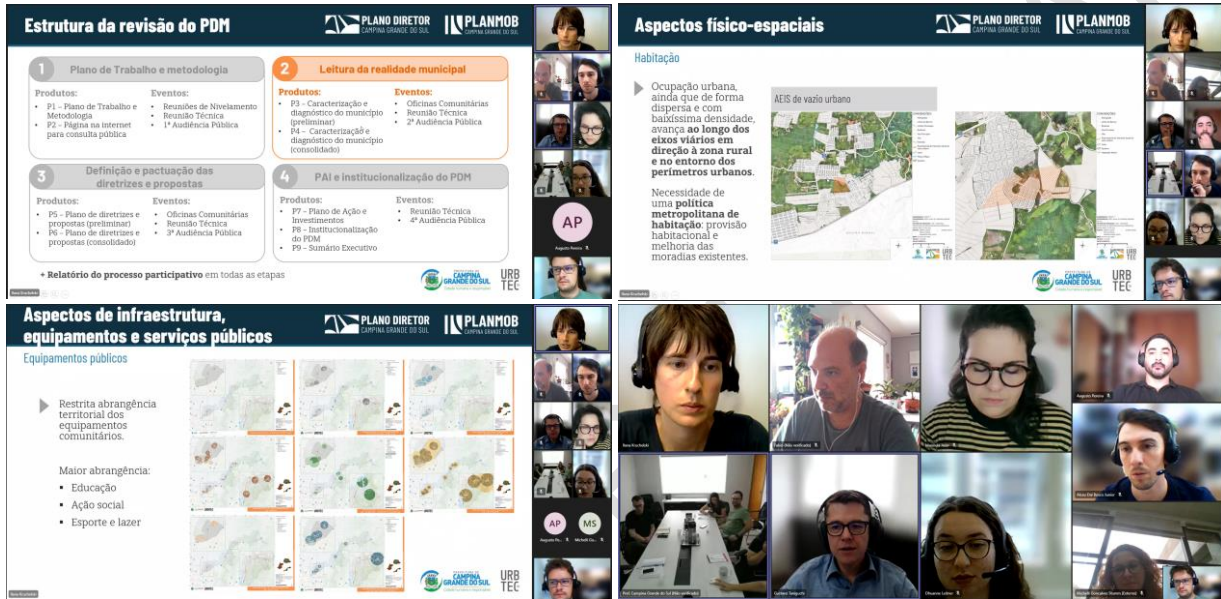 Estrutura da revisão do PDM
PLANO DIRETOR
CAMPINA GRANDE DO SUL
PLANMOB
CAMPINA GRANDE DO SUL
1
Plano de Trabalho e metodologia
Produtos:
• P1 – Plano de Trabalho e
Metodologia
• P2 – Página na internet
para consulta pública
Eventos:
• Reuniões de Nivelamento
• Reunião Técnica
• 1ª Audiência Pública
2
Leitura da realidade municipal
Produtos:
• P3 – Caracterização e
diagnóstico do município
(preliminar)
• P4 – Caracterização e
diagnóstico do município
(consolidado)
Eventos:
• Oficinas Comunitárias
• Reunião Técnica
• 2ª Audiência Pública
3
Definição e pactuação das
diretrizes e propostas
Produtos:
• P5 – Plano de diretrizes e
propostas (preliminar)
• P6 – Plano de diretrizes e
propostas (consolidado)
Eventos:
• Oficinas Comunitárias
• Reunião Técnica
• 3ª Audiência Pública
4
PAI e institucionalização do PDM
Produtos:
• P7 – Plano de Ação e
Investimentos
• P8 – Institucionalização
do PDM
• P9 – Sumário Executivo
Eventos:
• Reunião Técnica
• 4ª Audiência Pública
+ Relatório do processo participativo em todas as etapas
CAMPINA
GRANDE DO SUL
URB
TEC
AP
Augusto Pereira
Aspectos físico-espaciais
PLANO DIRETOR
CAMPINA GRANDE DO SUL
PLANMOB
CAMPINA GRANDE DO SUL
Habitação
Ocupação urbana,
ainda que de forma
dispersa e com
baixíssima densidade,
avança ao longo dos
eixos viários em
direção à zona rural
e no entorno dos
perímetros urbanos.
Necessidade de
uma política
metropolitana de
habitação: provisão
habitacional e
melhoria das
moradias existentes.
AEIS de vazio urbano
CAMPINA
GRANDE DO SUL
URB
TEC
Aspectos de infraestrutura,
equipamentos e serviços públicos
PLANO DIRETOR
CAMPINA GRANDE DO SUL
PLANMOB
CAMPINA GRANDE DO SUL
Equipamentos públicos
Restrita abrangência
territorial dos
equipamentos
comunitários.
Maior abrangência:
▪ Educação
▪ Ação social
▪ Esporte e lazer
CAMPINA
GRANDE DO SUL
URB
TEC
AP
MS
Augusto Pereira